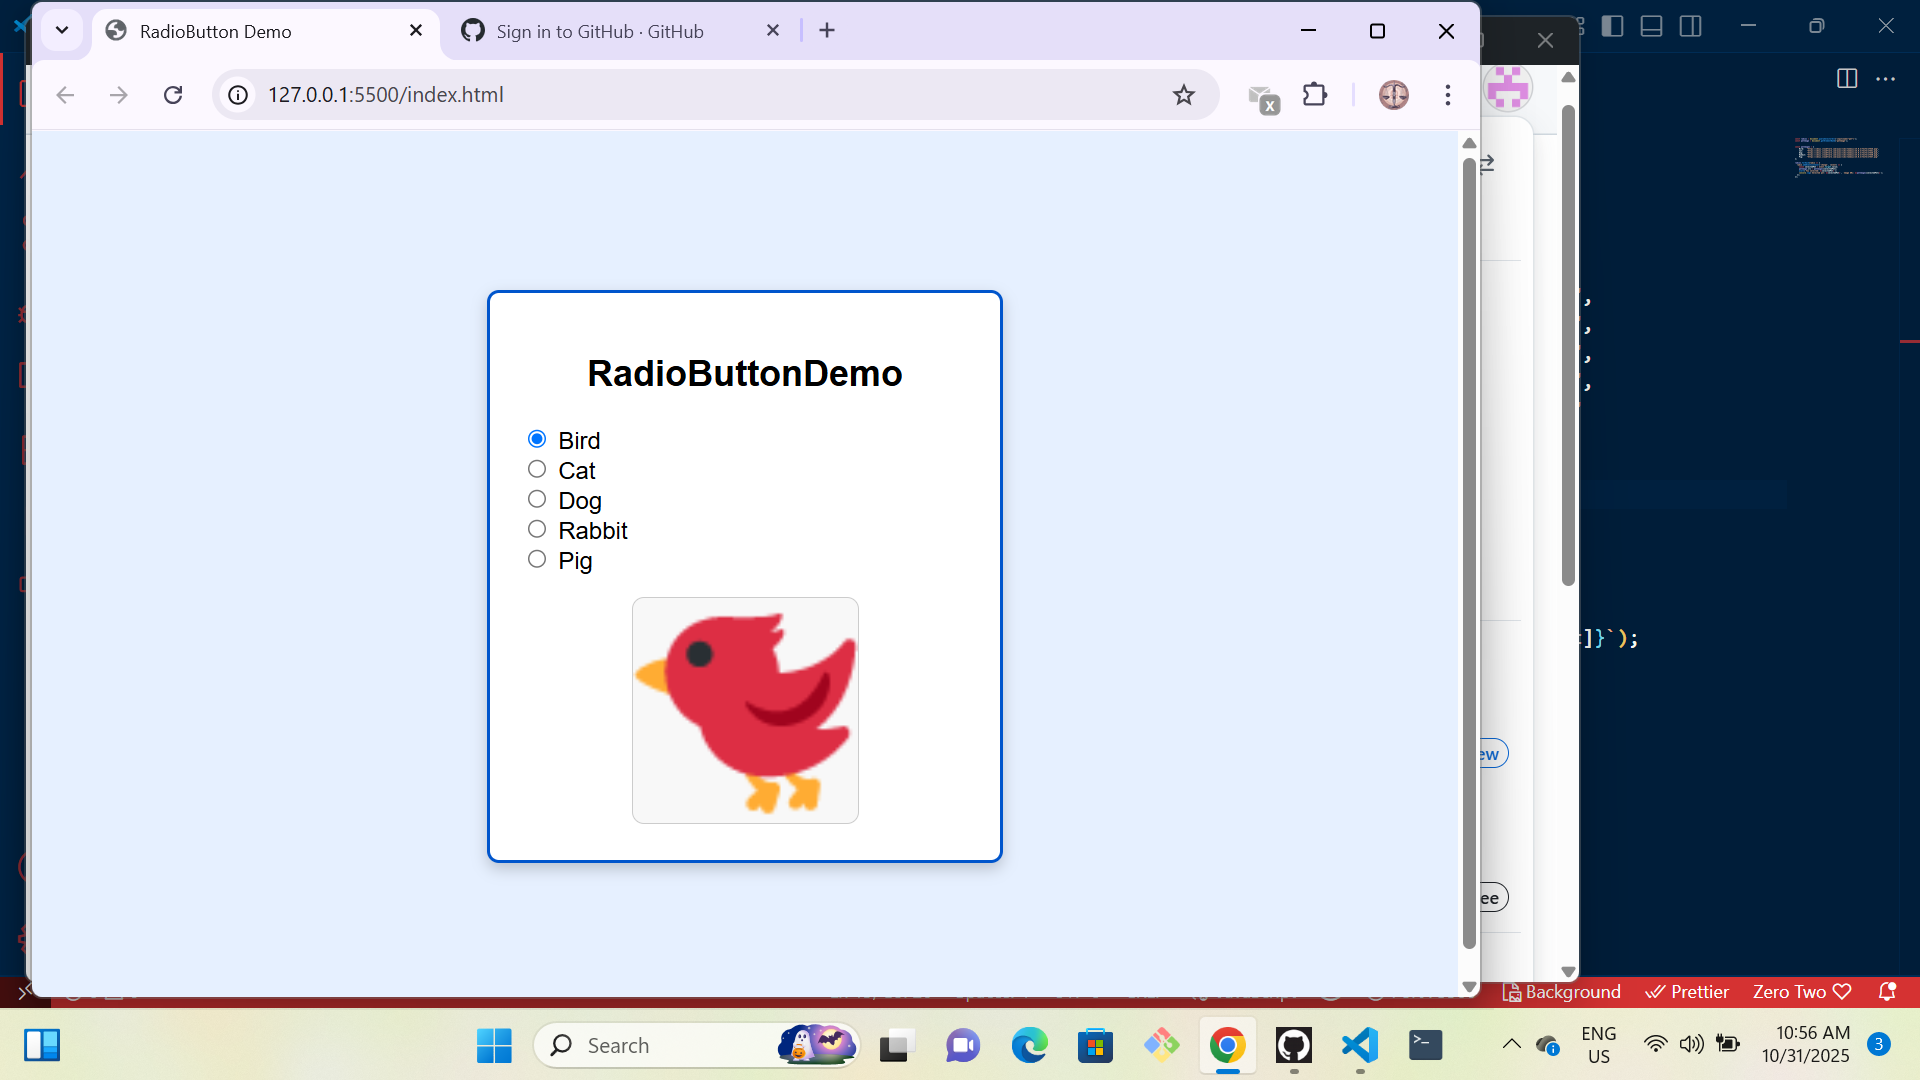 RadioButton Demo
Sign in to GitHub · GitHub
127.0.0.1:5500/index.html
x
RadioButtonDemo
Bird
Cat
Dog
Rabbit
Pig
,
,
,
,
]}`);
ew
ee
Background
Prettier
Zero Two
Search
ENG
US
10:56 AM
10/31/2025
3